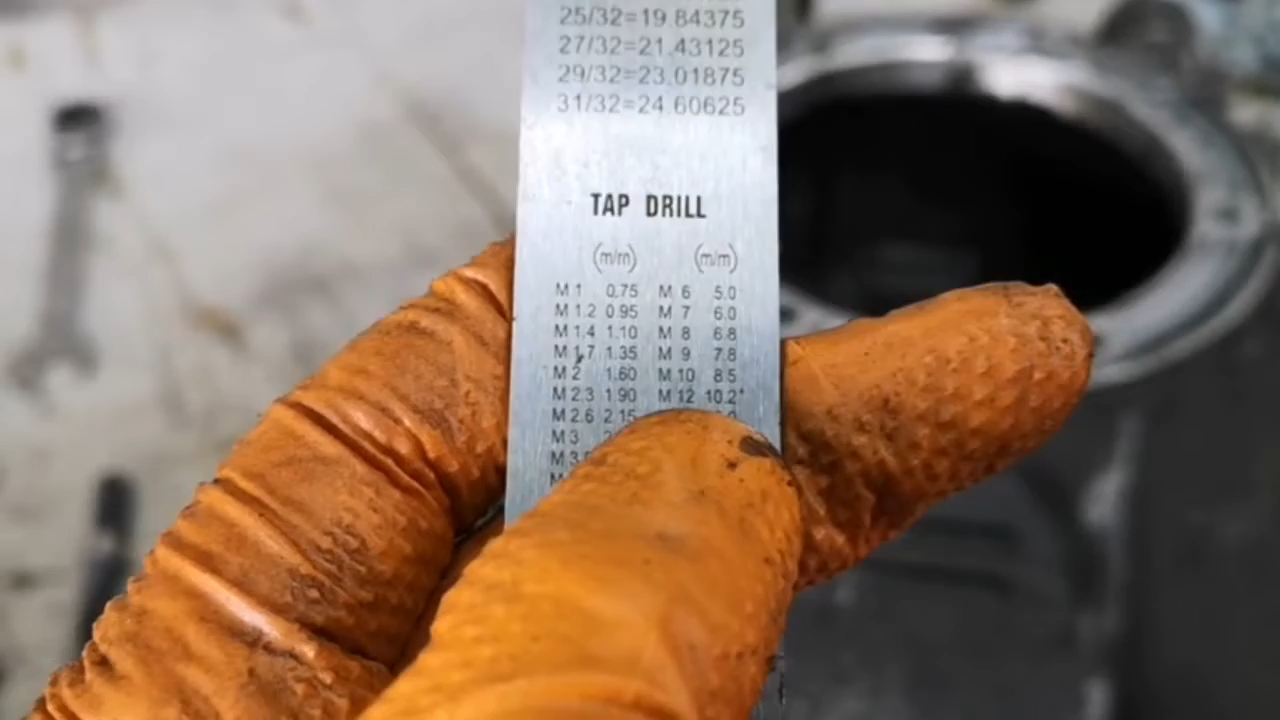 25/32=19.84375
27/32=21.43125
29/32=23.01875
31/32=24.60625
TAP DRILL
(m/m) (m/m)
M 1 0.75 M 6 5.0
M 1.2 0.95 M 7 6.0
M 1.4 1.10 M 8 6.8
M 1.7 1.35 M 9 7.8
M 2 1.60 M 10 8.5
M 2.3 1.90 M 12 10.2
M 2.6 2.15
M 3